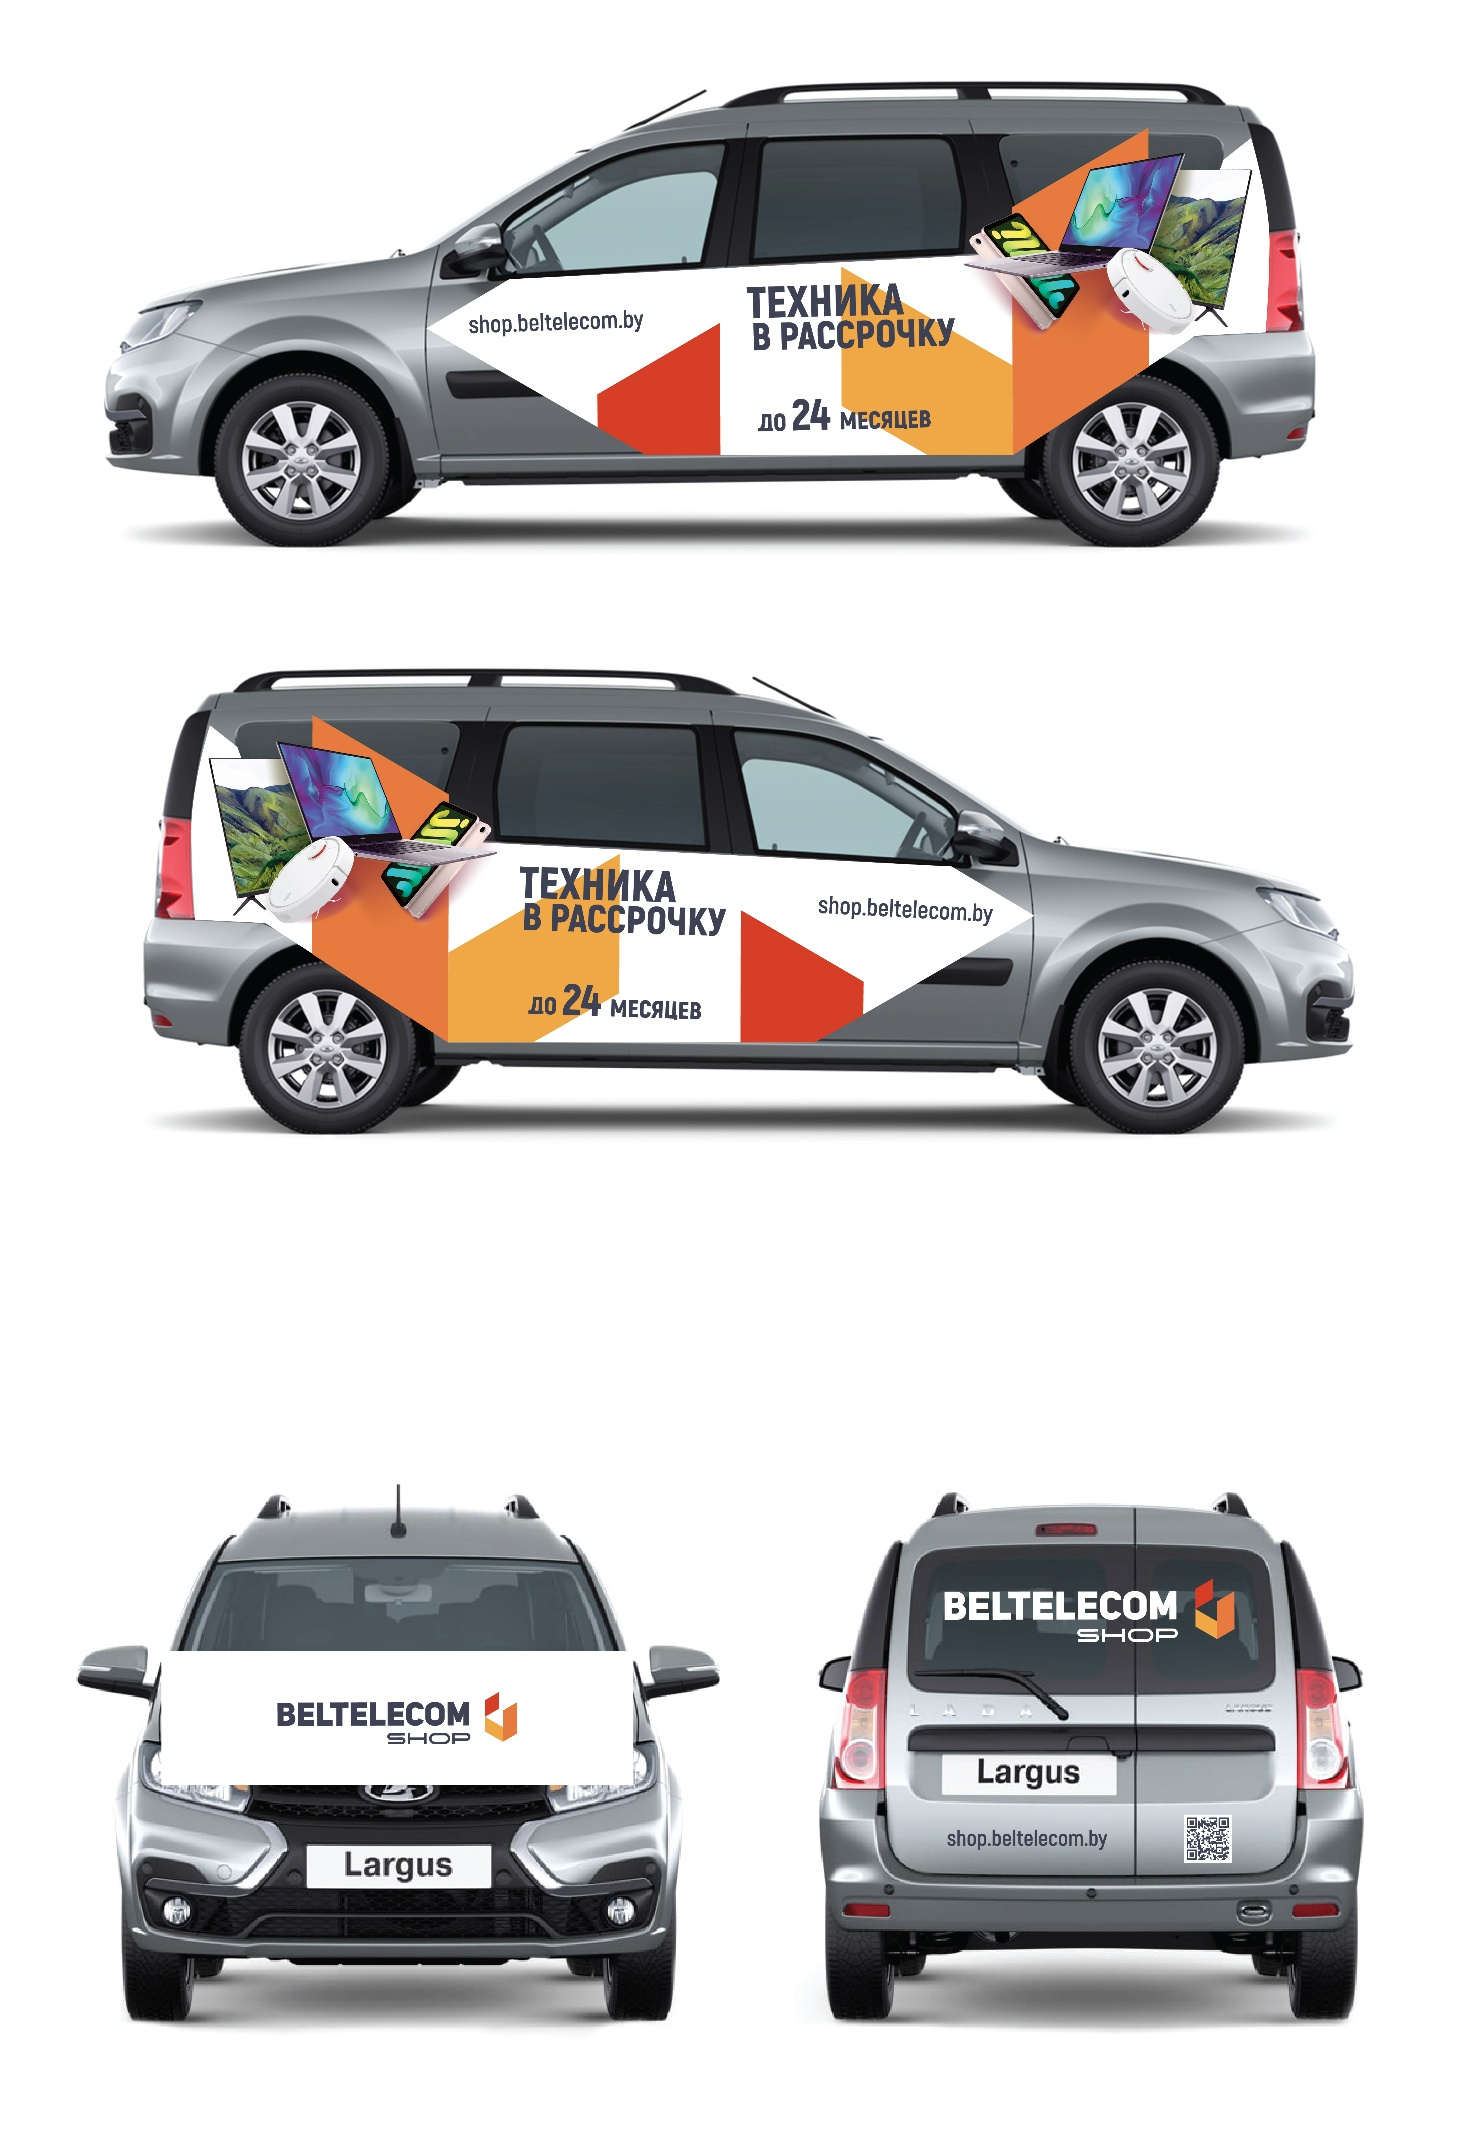 shop.beltelecom.by
ТЕХНИКА
В РАССРОЧКУ
ДО 24 МЕСЯЦЕВ
ТЕХНИКА
В РАССРОЧКУ
ДО 24 МЕСЯЦЕВ
shop.beltelecom.by
BELTELECOM
SHOP
Largus
BELTELECOM
SHOP
LADA
LARGUS
Largus
shop.beltelecom.by